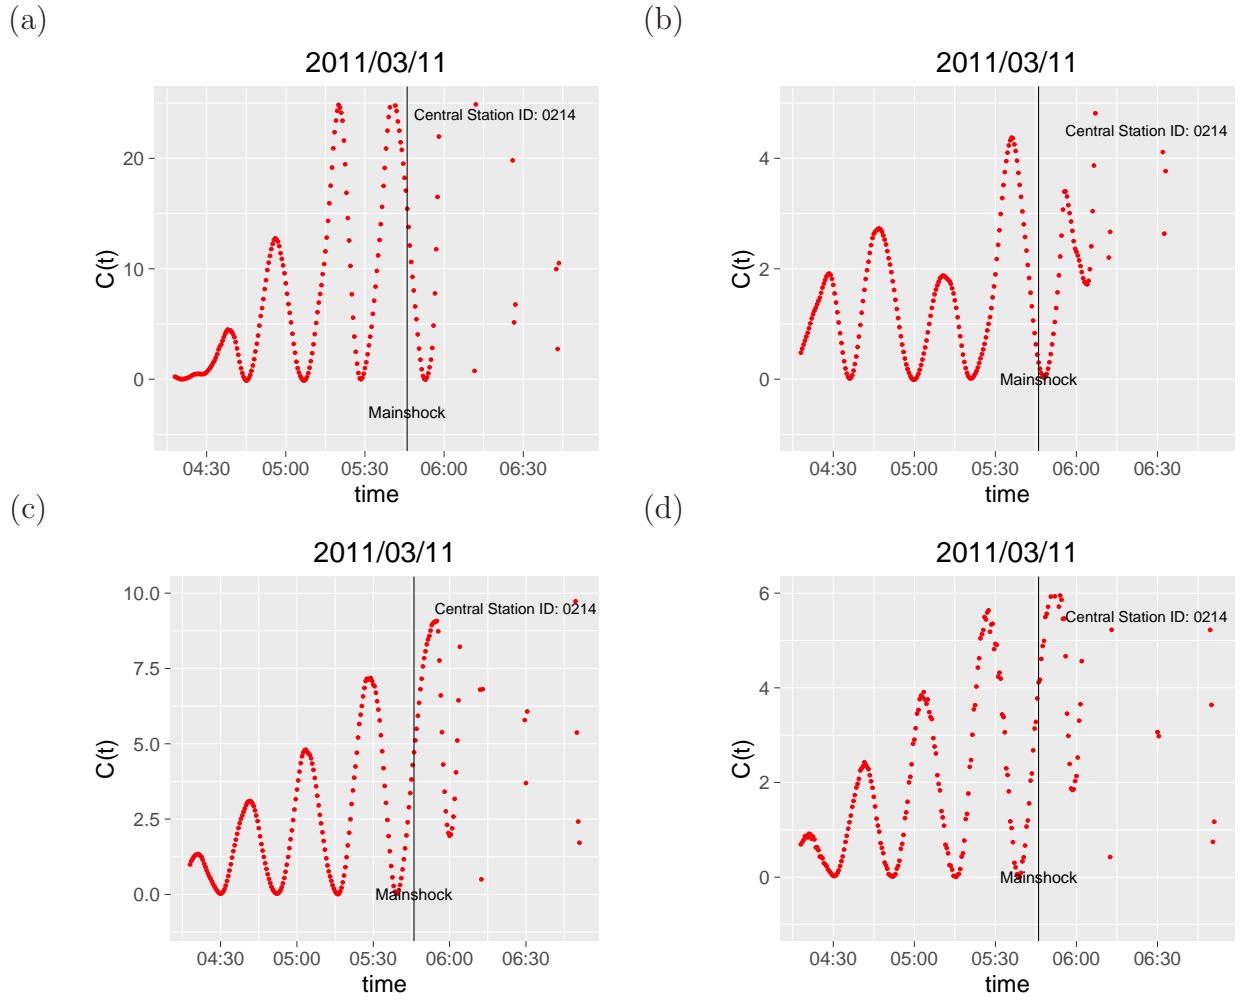 (a)
2011/03/11
Central Station ID: 0214
Mainshock
C(t)
20
10
0
04:30 05:00 05:30 06:00 06:30
time
(b)
2011/03/11
Central Station ID: 0214
Mainshock
C(t)
4
2
0
04:30 05:00 05:30 06:00 06:30
time
(c)
2011/03/11
Central Station ID: 0214
Mainshock
C(t)
10.0
7.5
5.0
2.5
0.0
04:30 05:00 05:30 06:00 06:30
time
(d)
2011/03/11
Central Station ID: 0214
Mainshock
C(t)
6
4
2
0
04:30 05:00 05:30 06:00 06:30
time